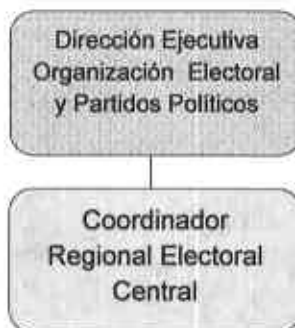 Dirección Ejecutiva
Organización Electoral
y Partidos Políticos
Coordinador
Regional Electoral
Central